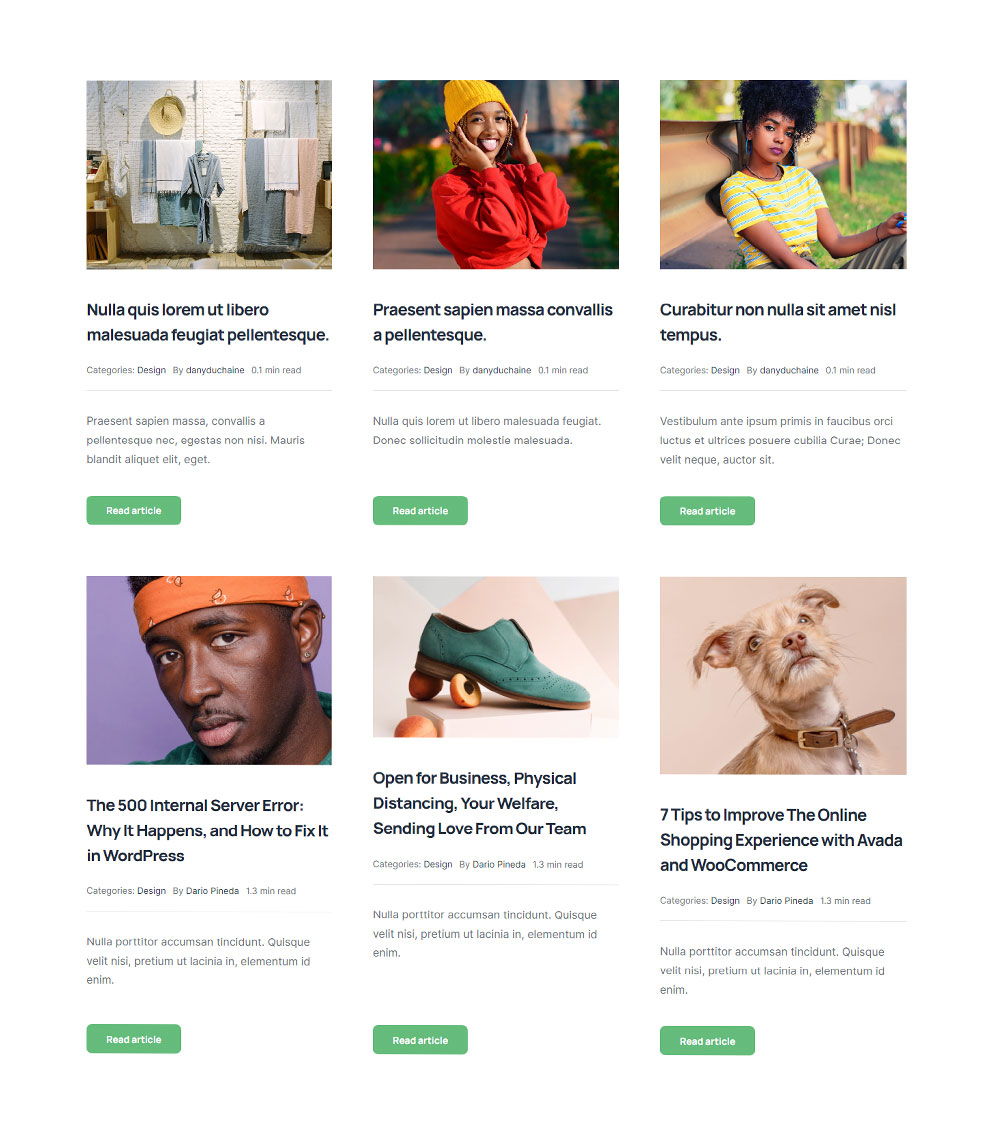 Nulla quis lorem ut libero
malesuada feugiat pellentesque.
Categories: Design By danyduchaine 0.1 min read
Praesent sapien massa, convallis a
pellentesque nec, egestas non nisi. Mauris
blandit aliquet elit, eget.
Read article
Praesent sapien massa convallis
a pellentesque.
Categories: Design By danyduchaine 0.1 min read
Nulla quis lorem ut libero malesuada feugiat.
Donec sollicitudin molestie malesuada.
Read article
Curabitur non nulla sit amet nisl
tempus.
Categories: Design By danyduchaine 0.1 min read
Vestibulum ante ipsum primis in faucibus orci
luctus et ultrices posuere cubilia Curae; Donec
velit neque, auctor sit.
Read article
The 500 Internal Server Error:
Why It Happens, and How to Fix It
in WordPress
Categories: Design By Dario Pineda 1.3 min read
Nulla porttitor accumsan tincidunt. Quisque
velit nisi, pretium ut lacinia in, elementum id
enim.
Read article
Open for Business, Physical
Distancing, Your Welfare,
Sending Love From Our Team
Categories: Design By Dario Pineda 1.3 min read
Nulla porttitor accumsan tincidunt. Quisque
velit nisi, pretium ut lacinia in, elementum id
enim.
Read article
7 Tips to Improve The Online
Shopping Experience with Avada
and WooCommerce
Categories: Design By Dario Pineda 1.3 min read
Nulla porttitor accumsan tincidunt. Quisque
velit nisi, pretium ut lacinia in, elementum id
enim.
Read article